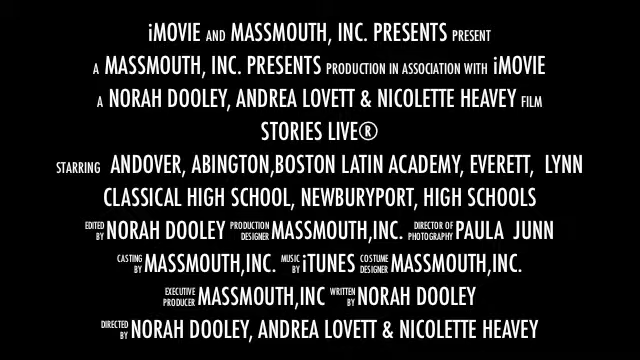 iMOVIE AND MASSMOUTH, INC. PRESENTS PRESENT
A MASSMOUTH, INC. PRESENTS PRODUCTION IN ASSOCIATION WITH iMOVIE
A NORAH DOOLEY, ANDREA LOVETT & NICOLETTE HEAVEY FILM
STORIES LIVE®
STARRING ANDOVER, ABINGTON,BOSTON LATIN ACADEMY, EVERETT, LYNN
CLASSICAL HIGH SCHOOL, NEWBURYPORT, HIGH SCHOOLS
EDITED BY NORAH DOOLEY PRODUCTION DESIGNER MASSMOUTH,INC. DIRECTOR OF PHOTOGRAPHY PAULA JUNN
CASTING BY MASSMOUTH,INC. MUSIC BY iTUNES COSTUME DESIGNER MASSMOUTH,INC.
EXECUTIVE PRODUCER MASSMOUTH,INC WRITTEN BY NORAH DOOLEY
DIRECTED BY NORAH DOOLEY, ANDREA LOVETT & NICOLETTE HEAVEY